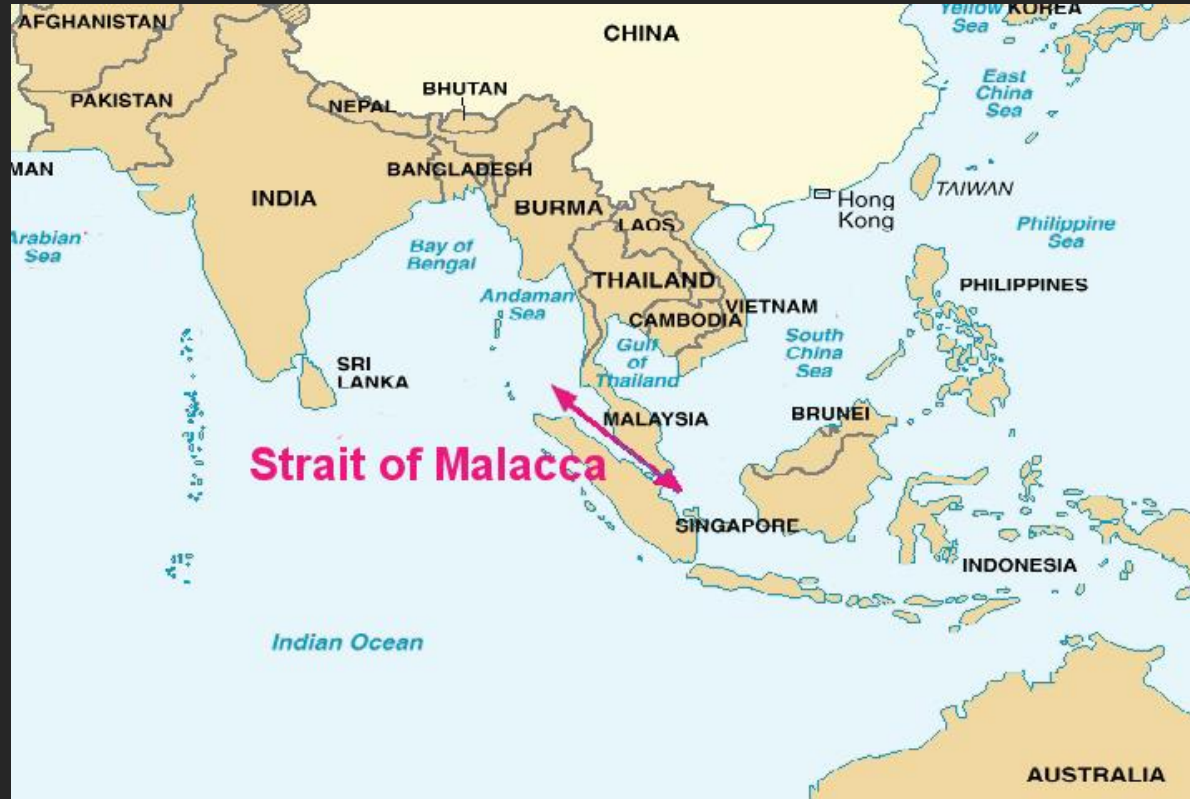 AFGHANISTAN
CHINA
Yellow
Sea
KOREA
PAKISTAN
NEPAL
BHUTAN
East
China
Sea
MAN
BANGLADESH
INDIA
BURMA
LAOS
Hong
Kong
TAIWAN
Arabian
Sea
Bay of
Bengal
Philippine
Sea
Andaman
Sea
THAILAND
VIETNAM
CAMBODIA
PHILIPPINES
Gulf
of
Thailand
South
China
Sea
SRI
LANKA
MALAYSIA
BRUNEI
Strait of Malacca
SINGAPORE
INDONESIA
Indian Ocean
AUSTRALIA